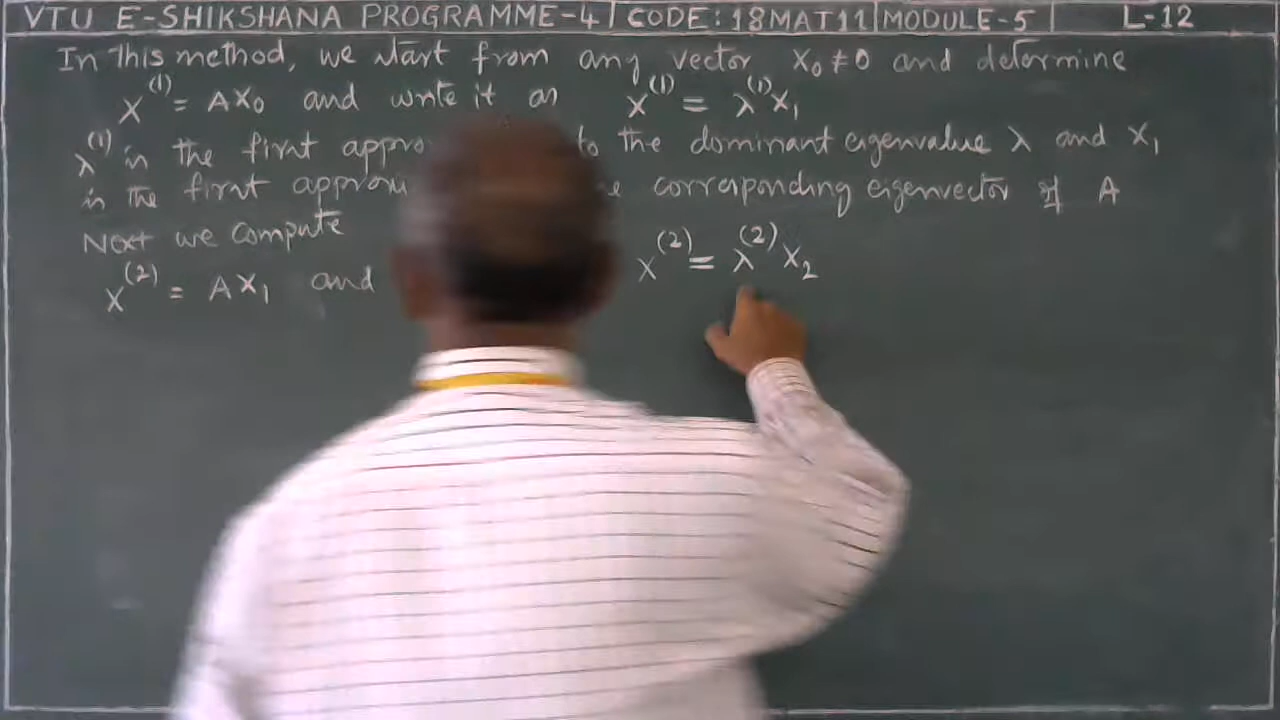 VTU E-SHIKSHANA PROGRAMME-4 | CODE: 18MAT11 | MODULE-5 | L-12
In this method, we start from any vector X₀ ≠ 0 and determine
X⁽¹⁾ = AX₀ and write it as X⁽¹⁾ = λ⁽¹⁾X₁
λ⁽¹⁾ is the first appro to the dominant eigenvalue λ and X₁
is the first approxi corresponding eigenvector of A
Next we compute
X⁽²⁾ = AX₁ and X⁽²⁾ = λ⁽²⁾X₂